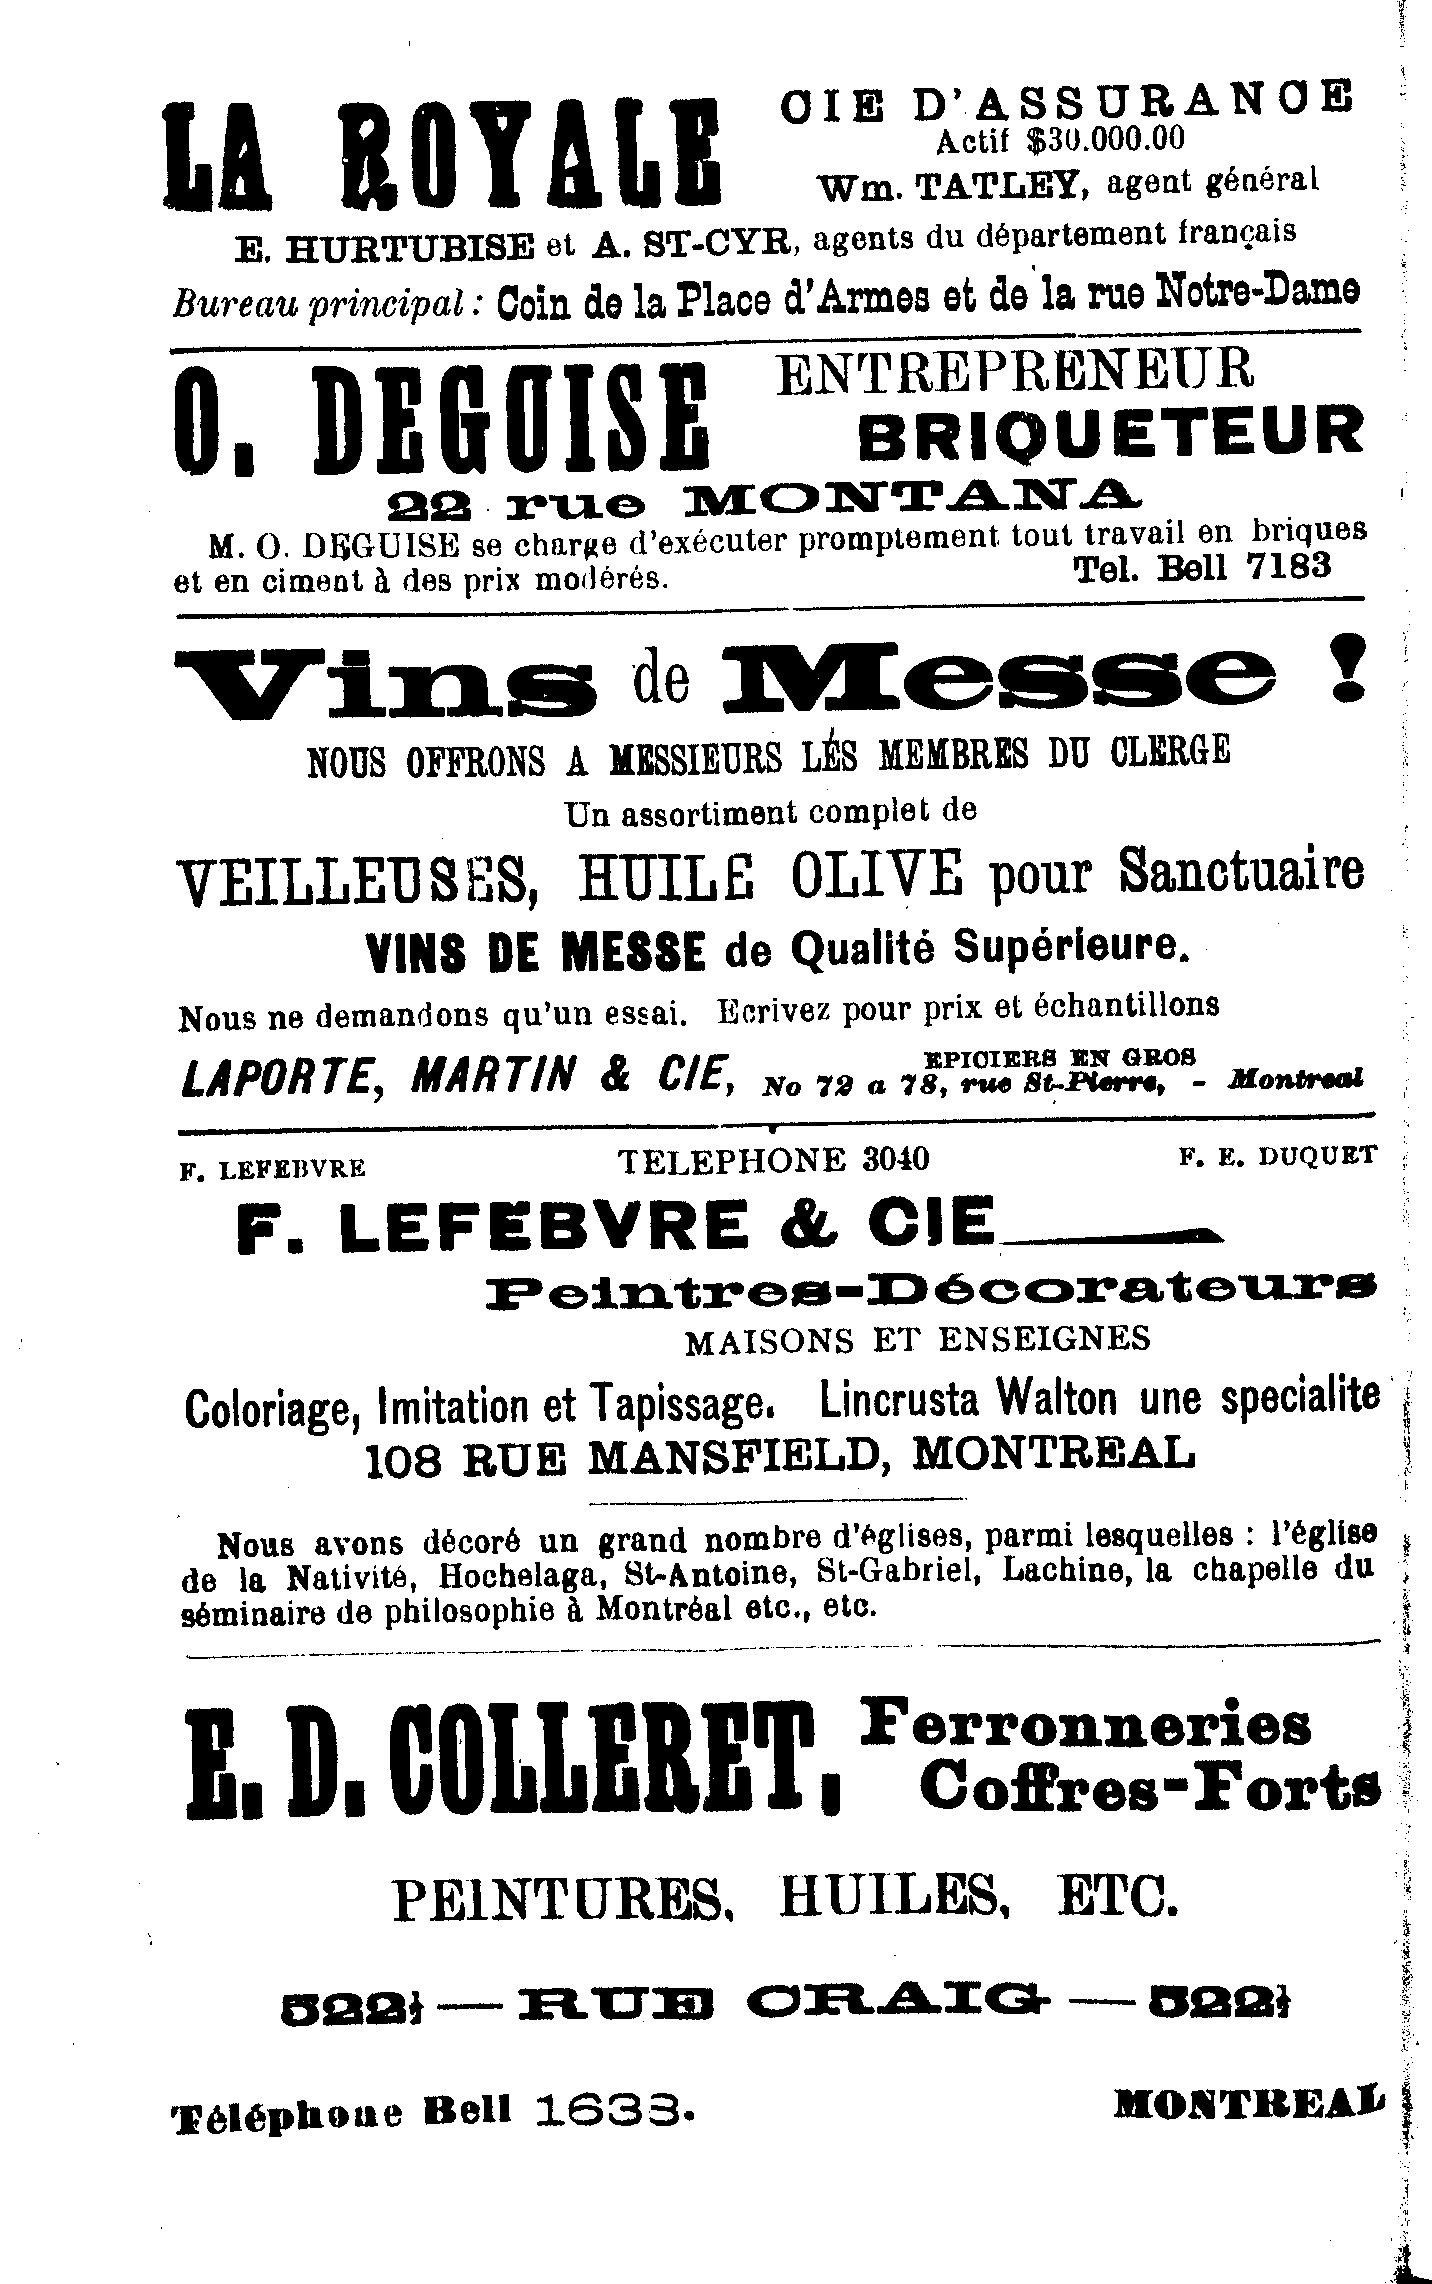 LA ROYALE CIE D'ASSURANCE
Actif $30.000.00
Wm. TATLEY, agent général
E. HURTUBISE et A. ST-CYR, agents du département français
Bureau principal : Coin de la Place d'Armes et de la rue Notre-Dame
O. DEGUISE ENTREPRENEUR
BRIQUETEUR
22 rue MONTANA
M. O. DEGUISE se charge d'exécuter promptement tout travail en briques
et en ciment à des prix modérés. Tel. Bell 7183
Vins de Messe !
NOUS OFFRONS A MESSIEURS LÉS MEMBRES DU CLERGE
Un assortiment complet de
VEILLEUSES, HUILE OLIVE pour Sanctuaire
VINS DE MESSE de Qualité Supérieure.
Nous ne demandons qu'un essai. Ecrivez pour prix et échantillons
LAPORTE, MARTIN & CIE, EPICIERS EN GROS
No 72 a 78, rue St-Pierre, - Montreal
F. LEFEBVRE TELEPHONE 3040 F. E. DUQUET
F. LEFEBVRE & CIE
Peintres-Décorateurs
MAISONS ET ENSEIGNES
Coloriage, Imitation et Tapissage. Lincrusta Walton une specialite
108 RUE MANSFIELD, MONTREAL
Nous avons décoré un grand nombre d'églises, parmi lesquelles : l'église
de la Nativité, Hochelaga, St-Antoine, St-Gabriel, Lachine, la chapelle du
séminaire de philosophie à Montréal etc., etc.
E. D. COLLERET, Ferronneries
Coffres-Forts
PEINTURES, HUILES, ETC.
522½ — RUE CRAIG — 522½
Téléphone Bell 1633. MONTREAL